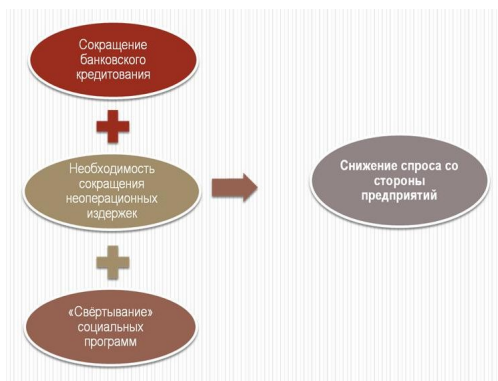 Сокращение
банковского
кредитования
Необходимость
сокращения
неоперационных
издержек
«Свёртывание»
социальных
программ
Снижение спроса со
стороны
предприятий